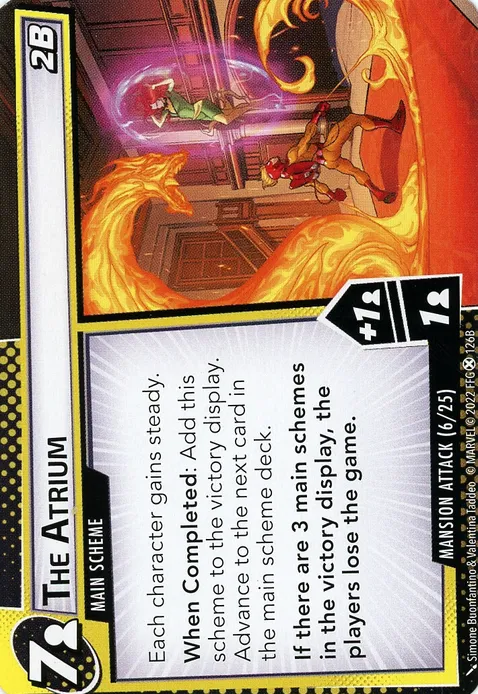 7
THE ATRIUM
2B
MAIN SCHEME
Each character gains steady.
When Completed: Add this
scheme to the victory display.
Advance to the next card in
the main scheme deck.
If there are 3 main schemes
in the victory display, the
players lose the game.
+1
1
MANSION ATTACK (6/25)
Simone Buonfantino & Valentina Taddeo © MARVEL © 2022 FFG 126B